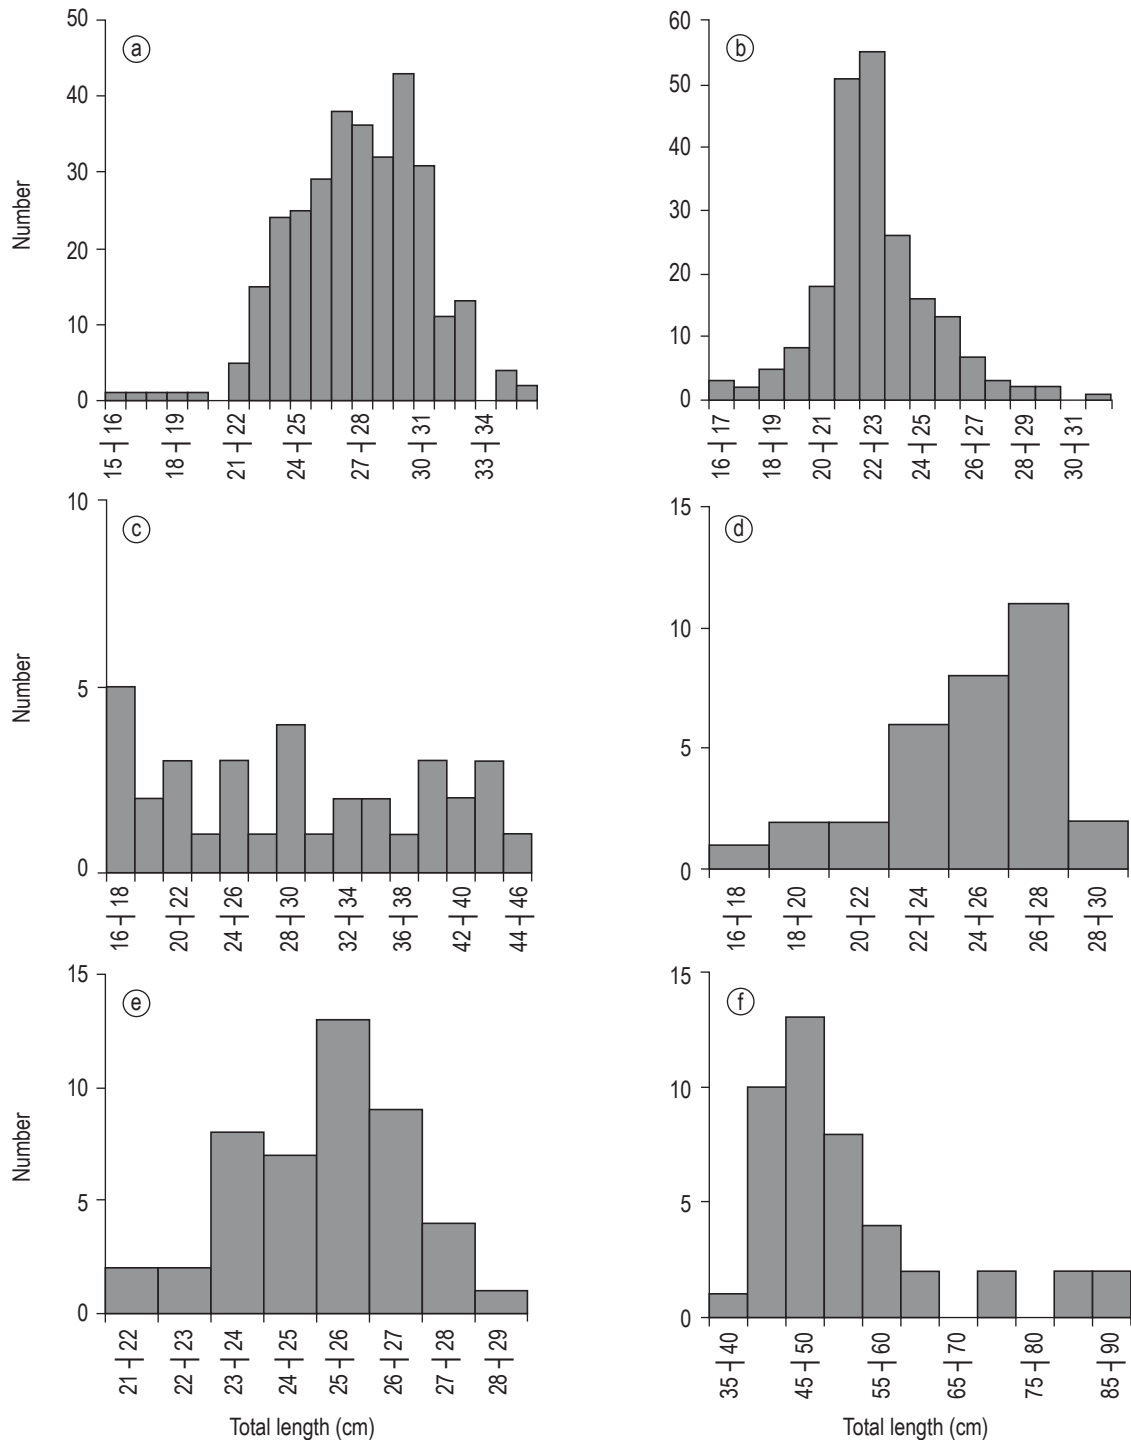 50
40
30
20
10
0
Number
a
15 – 16
18 – 19
21 – 22
24 – 25
27 – 28
30 – 31
33 – 34
60
50
40
30
20
10
0
b
16 – 17
18 – 19
20 – 21
22 – 23
24 – 25
26 – 27
28 – 29
30 – 31
10
5
0
Number
c
16 – 18
20 – 22
24 – 26
28 – 30
32 – 34
36 – 38
42 – 40
44 – 46
15
10
5
0
d
16 – 18
18 – 20
20 – 22
22 – 24
24 – 26
26 – 28
28 – 30
15
10
5
0
Number
e
21 – 22
22 – 23
23 – 24
24 – 25
25 – 26
26 – 27
27 – 28
28 – 29
Total length (cm)
15
10
5
0
f
35 – 40
45 – 50
55 – 60
65 – 70
75 – 80
85 – 90
Total length (cm)